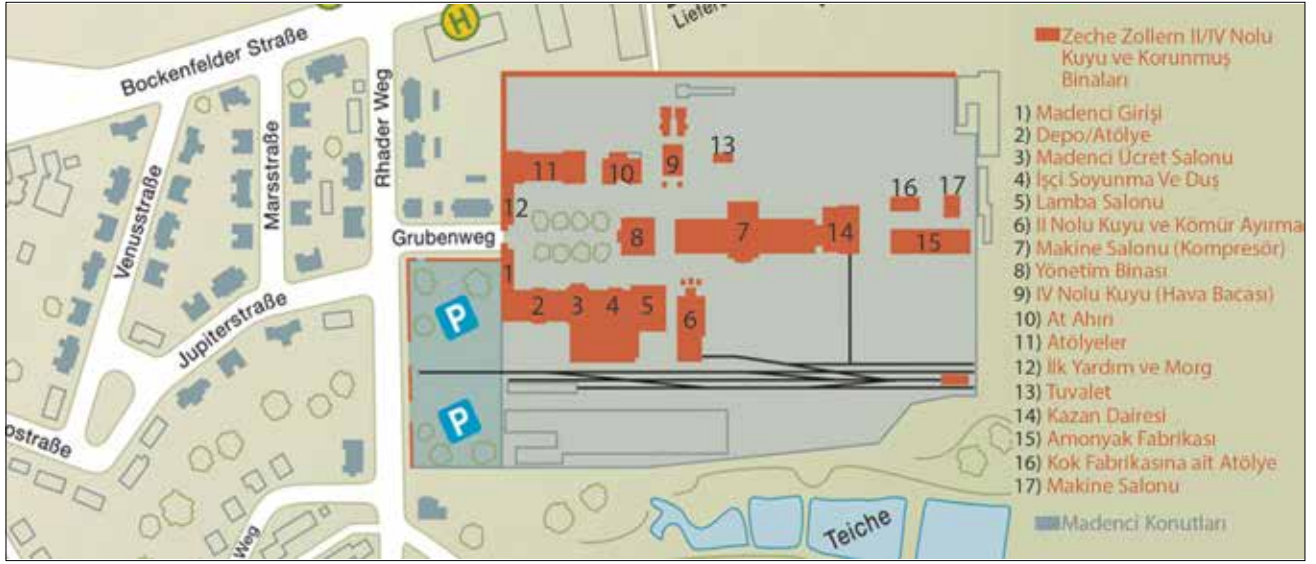 Bockenfelder Straße
H
Rhader Weg
Marsstraße
Venusstraße
Jupiterstraße
Grubenweg
ostraße
Weg
P
P
Teiche
11
10
9
13
12
8
7
14
16
17
15
1
2
3
4
5
6
Zeche Zollern II/IV Nolu
Kuyu ve Korunmuş
Binaları
1) Madenci Girişi
2) Depo/Atölye
3) Madenci Ücret Salonu
4) İşçi Soyunma Ve Duş
5) Lamba Salonu
6) II Nolu Kuyu ve Kömür Ayırma
7) Makine Salonu (Kompresör)
8) Yönetim Binası
9) IV Nolu Kuyu (Hava Bacası)
10) At Ahırı
11) Atölyeler
12) İlk Yardım ve Morg
13) Tuvalet
14) Kazan Dairesi
15) Amonyak Fabrikası
16) Kok Fabrikasına ait Atölye
17) Makine Salonu
Madenci Konutları